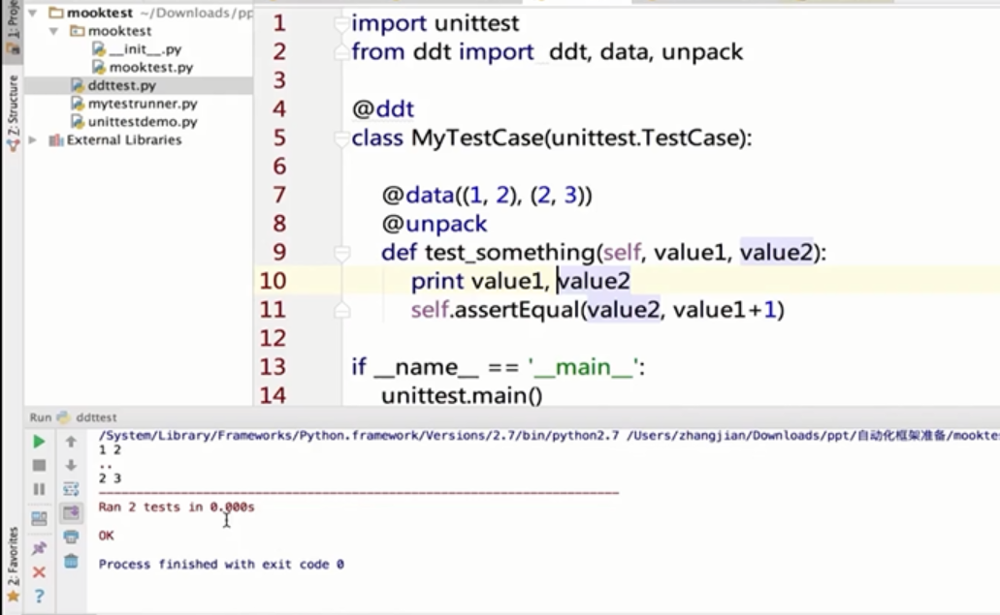 1: Proje
mooktest ~/Downloads/pp
mooktest
__init__.py
mooktest.py
ddttest.py
mytestrunner.py
unittestdemo.py
External Libraries
Z: Structure
2: Favorites
1 import unittest
2 from ddt import ddt, data, unpack
3
4 @ddt
5 class MyTestCase(unittest.TestCase):
6
7 @data((1, 2), (2, 3))
8 @unpack
9 def test_something(self, value1, value2):
10 print value1, value2
11 self.assertEqual(value2, value1+1)
12
13 if __name__ == '__main__':
14 unittest.main()
Run ddttest
/System/Library/Frameworks/Python.framework/Versions/2.7/bin/python2.7 /Users/zhangjian/Downloads/ppt/自动化框架准备/mooktes
1 2
..
2 3
----------------------------------------------------------------------
Ran 2 tests in 0.000s
OK
Process finished with exit code 0